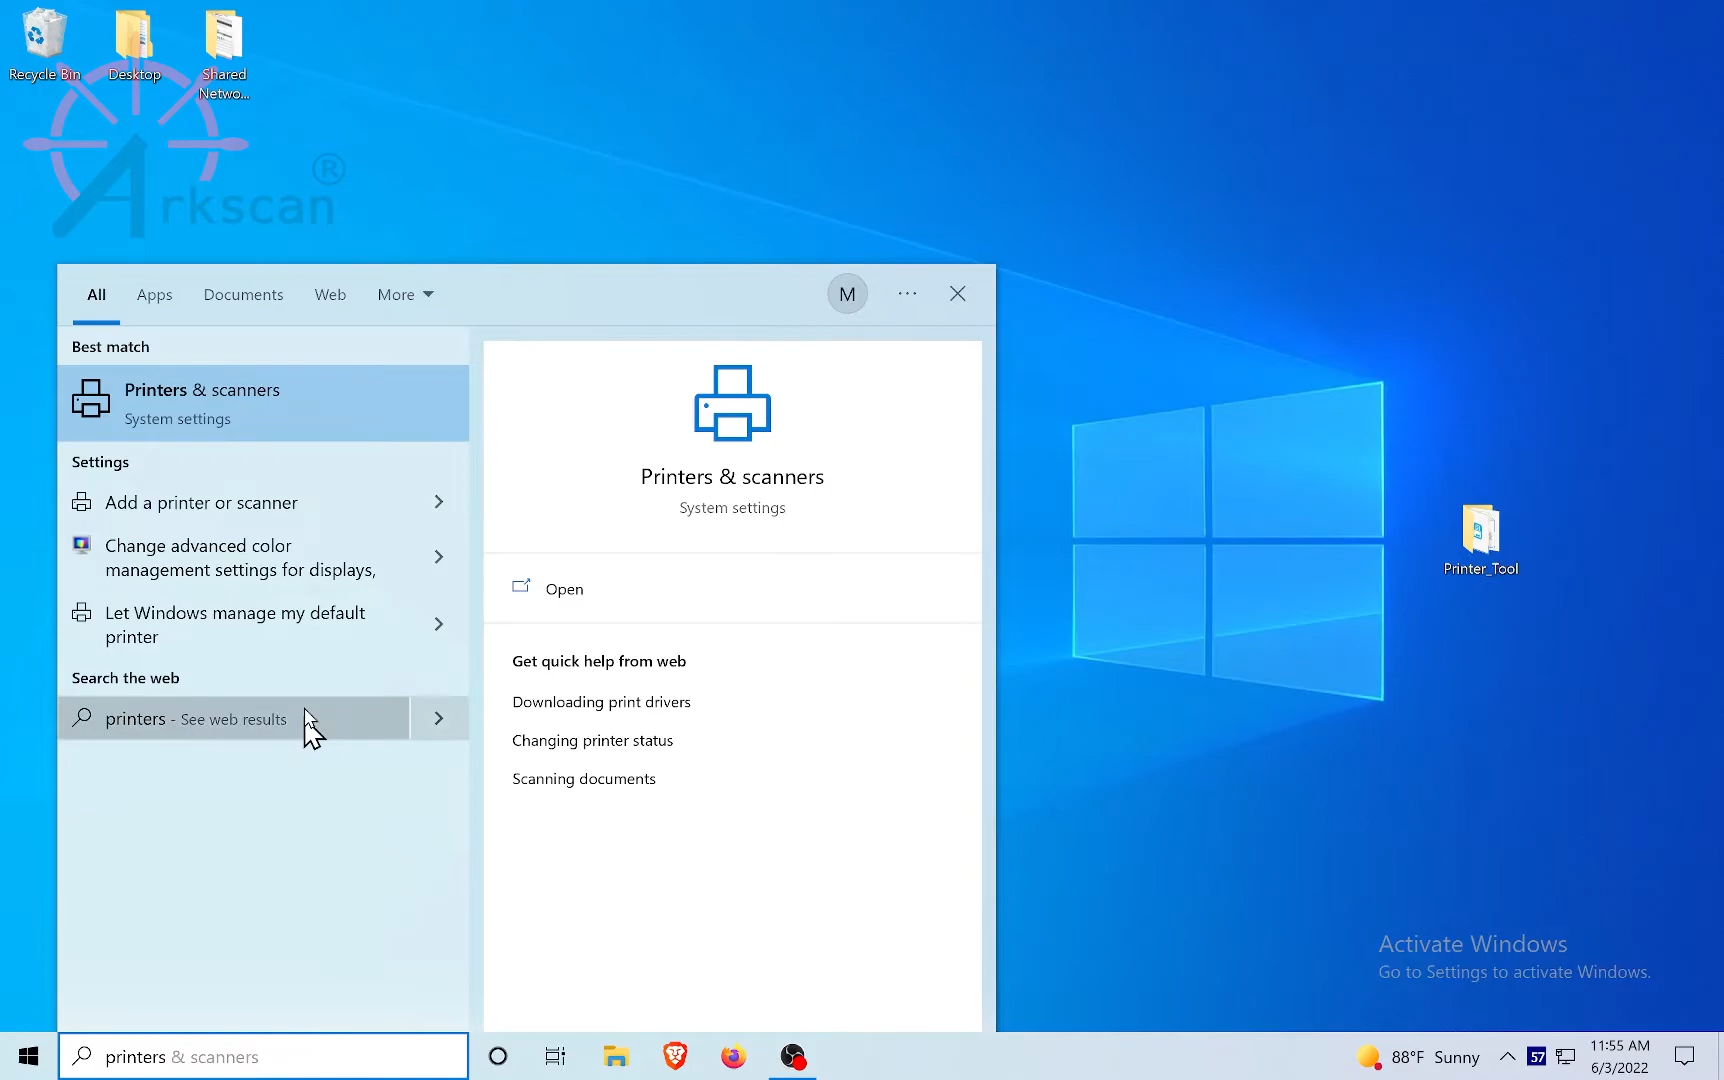 Recycle Bin
Desktop
Shared
Netwo...
Arkscan ®
All
Apps
Documents
Web
More
M
...
Best match
Printers & scanners
System settings
Settings
Add a printer or scanner
Change advanced color
management settings for displays,
Let Windows manage my default
printer
Search the web
printers - See web results
Printers & scanners
System settings
Open
Get quick help from web
Downloading print drivers
Changing printer status
Scanning documents
Printer_Tool
Activate Windows
Go to Settings to activate Windows.
printers & scanners
88°F Sunny
57
11:55 AM
6/3/2022